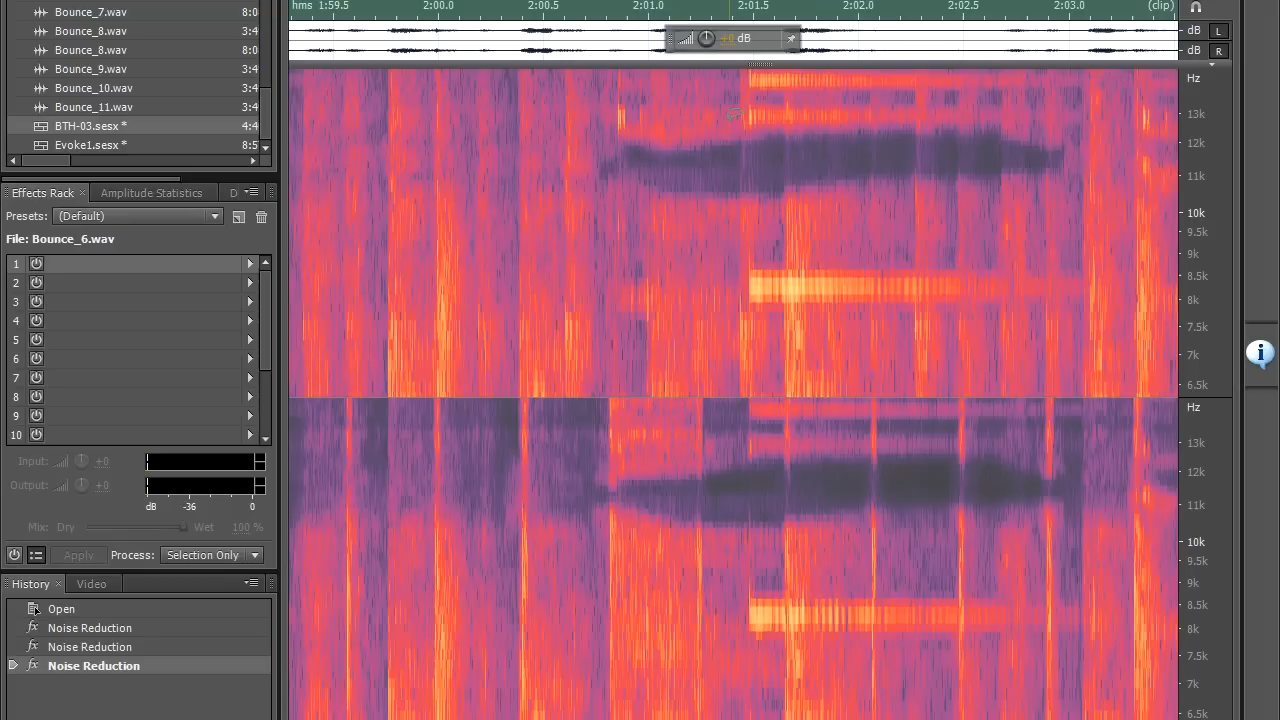 hms 1:59.5 2:00.0 2:00.5 2:01.0 2:01.5 2:02.0 2:02.5 2:03.0 (clip)
Bounce_7.wav 8:0
Bounce_8.wav 3:4
Bounce_8.wav 8:0
Bounce_9.wav 3:4
Bounce_10.wav 3:4
Bounce_11.wav 3:4
BTH-03.sesx * 4:4
Evoke1.sesx * 8:5
dB L
dB R
+0 dB
Effects Rack × Amplitude Statistics D
Presets: (Default)
File: Bounce_6.wav
1
2
3
4
5
6
7
8
9
10
Input: +0
Output: +0
dB -36 0
Mix: Dry Wet 100 %
Apply Process: Selection Only
History × Video
Open
fx Noise Reduction
fx Noise Reduction
fx Noise Reduction
Hz
13k
12k
11k
10k
9.5k
9k
8.5k
8k
7.5k
7k
6.5k
Hz
13k
12k
11k
10k
9.5k
9k
8.5k
8k
7.5k
7k
6.5k
i